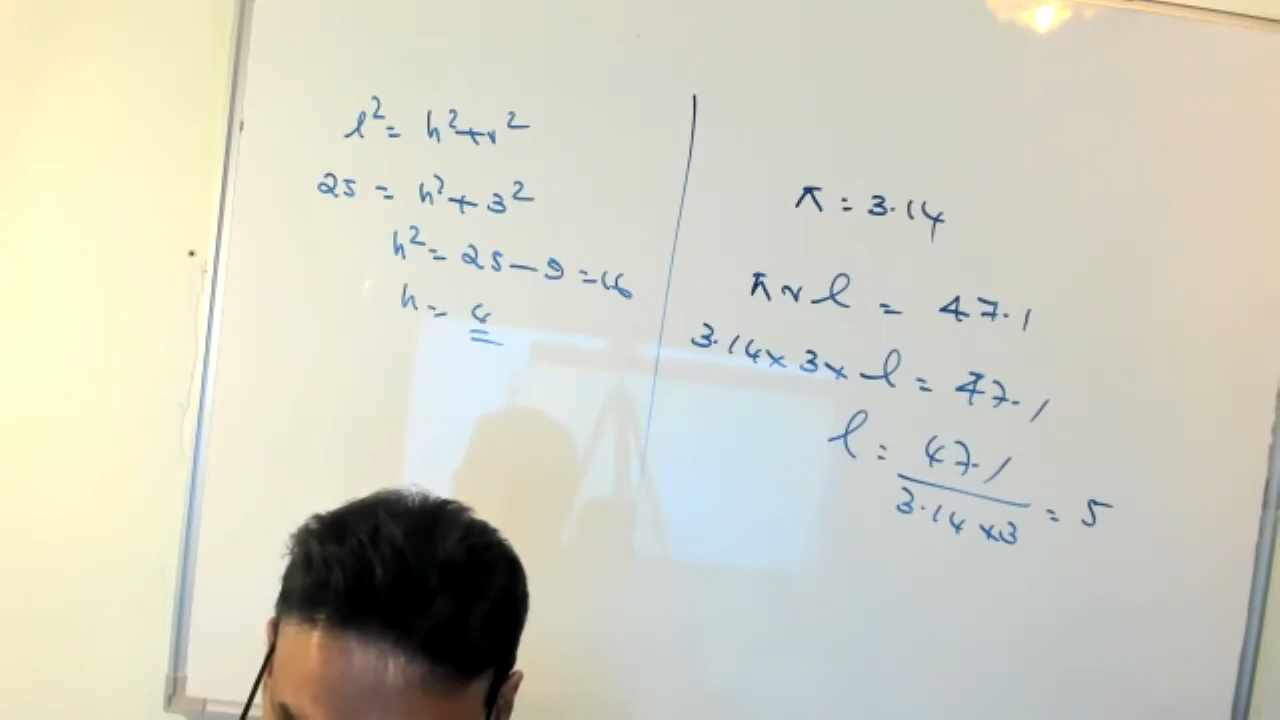 l² = h² + r²
25 = h² + 3²
h² = 25 – 9 = 16
h = 4
π = 3.14
π r l = 47.1
3.14 x 3 x l = 47.1
l = 47.1 / 3.14 x 3 = 5